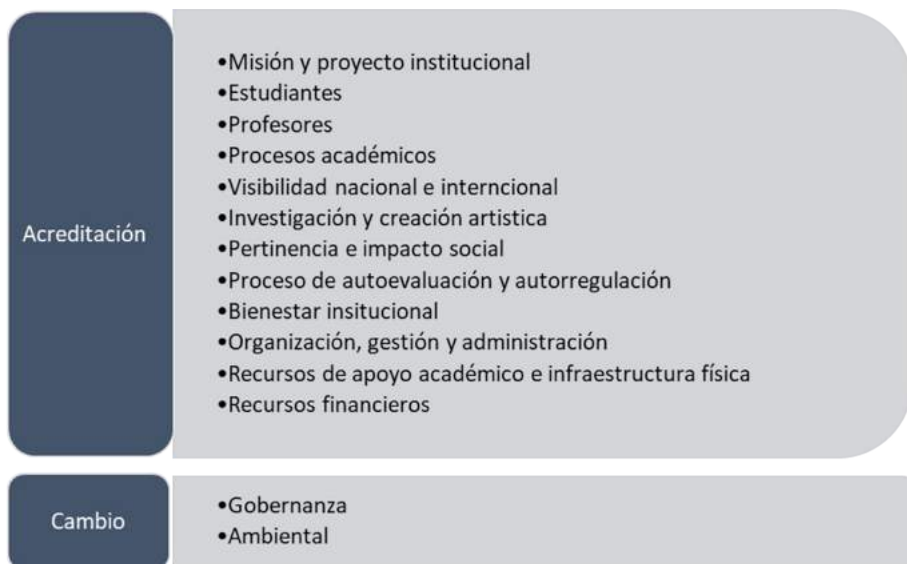 Acreditación
•Misión y proyecto institucional
•Estudiantes
•Profesores
•Procesos académicos
•Visibilidad nacional e interncional
•Investigación y creación artistica
•Pertinencia e impacto social
•Proceso de autoevaluación y autorregulación
•Bienestar insitucional
•Organización, gestión y administración
•Recursos de apoyo académico e infraestructura física
•Recursos financieros
Cambio
•Gobernanza
•Ambiental